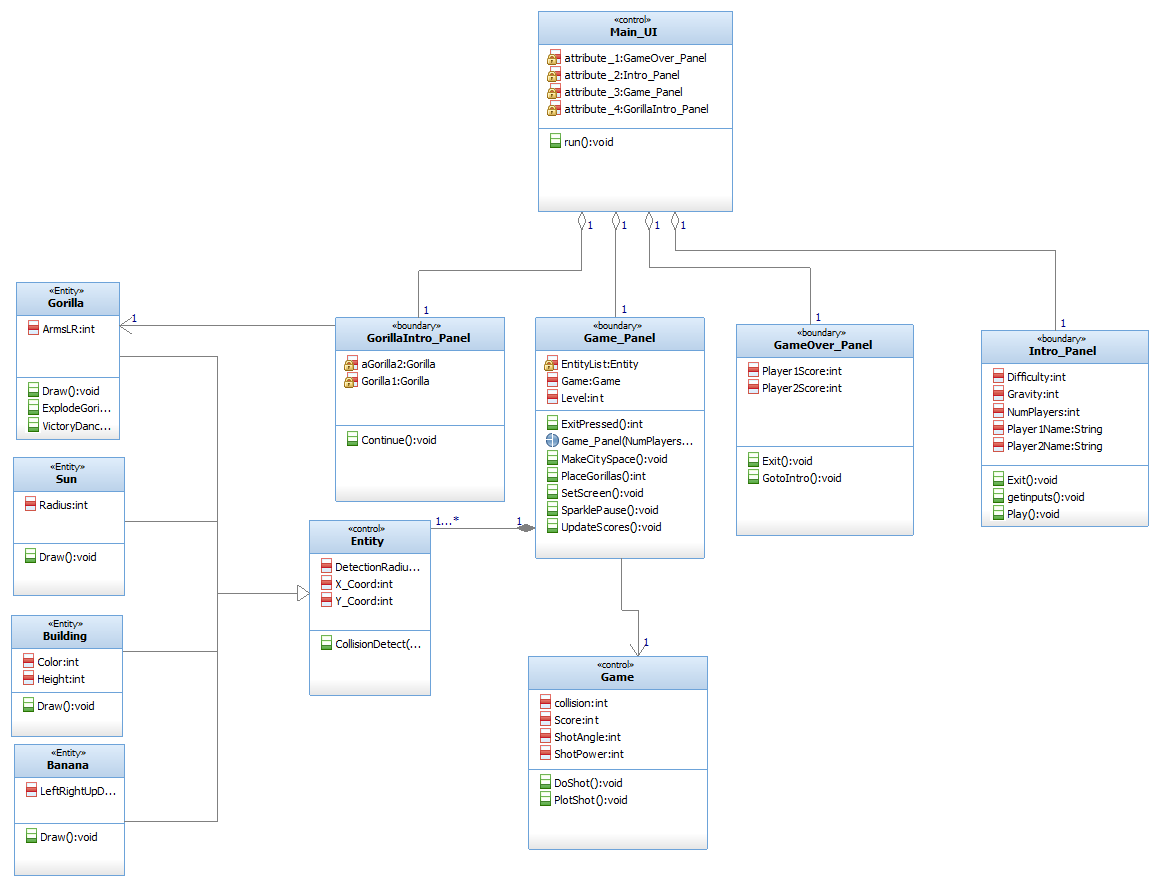 «control»
Main_UI
attribute_1:GameOver_Panel
attribute_2:Intro_Panel
attribute_3:Game_Panel
attribute_4:GorillaIntro_Panel
run():void
1
1
1
1
«Entity»
Gorilla
ArmsLR:int
Draw():void
ExplodeGori...
VictoryDanc...
1
1
«boundary»
GorillaIntro_Panel
aGorilla2:Gorilla
Gorilla1:Gorilla
Continue():void
1
«boundary»
Game_Panel
EntityList:Entity
Game:Game
Level:int
ExitPressed():int
Game_Panel(NumPlayers...
MakeCitySpace():void
PlaceGorillas():int
SetScreen():void
SparklePause():void
UpdateScores():void
1
«boundary»
GameOver_Panel
Player1Score:int
Player2Score:int
Exit():void
GotoIntro():void
1
«boundary»
Intro_Panel
Difficulty:int
Gravity:int
NumPlayers:int
Player1Name:String
Player2Name:String
Exit():void
getinputs():void
Play():void
«Entity»
Sun
Radius:int
Draw():void
1...*
1
«control»
Entity
DetectionRadiu...
X_Coord:int
Y_Coord:int
CollisionDetect(...
«Entity»
Building
Color:int
Height:int
Draw():void
1
«control»
Game
collision:int
Score:int
ShotAngle:int
ShotPower:int
DoShot():void
PlotShot():void
«Entity»
Banana
LeftRightUpD...
Draw():void